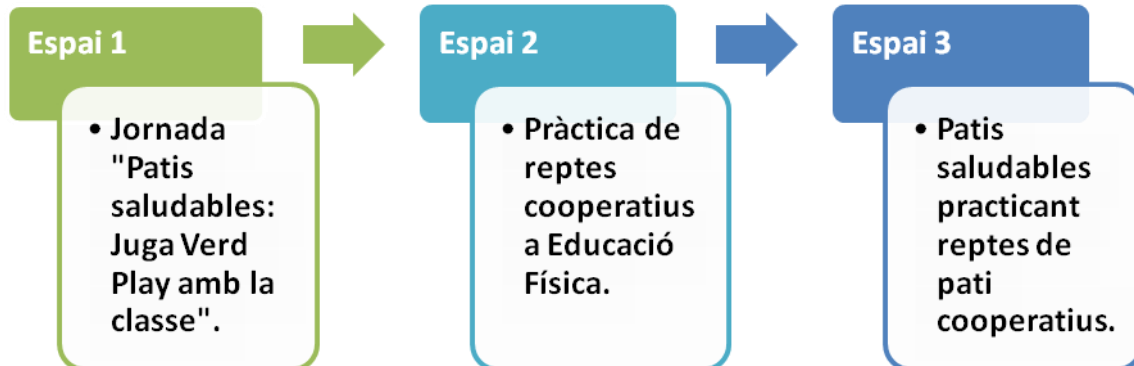 Espai 1
• Jornada
"Patis
saludables:
Juga Verd
Play amb la
classe".
Espai 2
• Pràctica de
reptes
cooperatius
a Educació
Física.
Espai 3
• Patis
saludables
practicant
reptes de
pati
cooperatius.